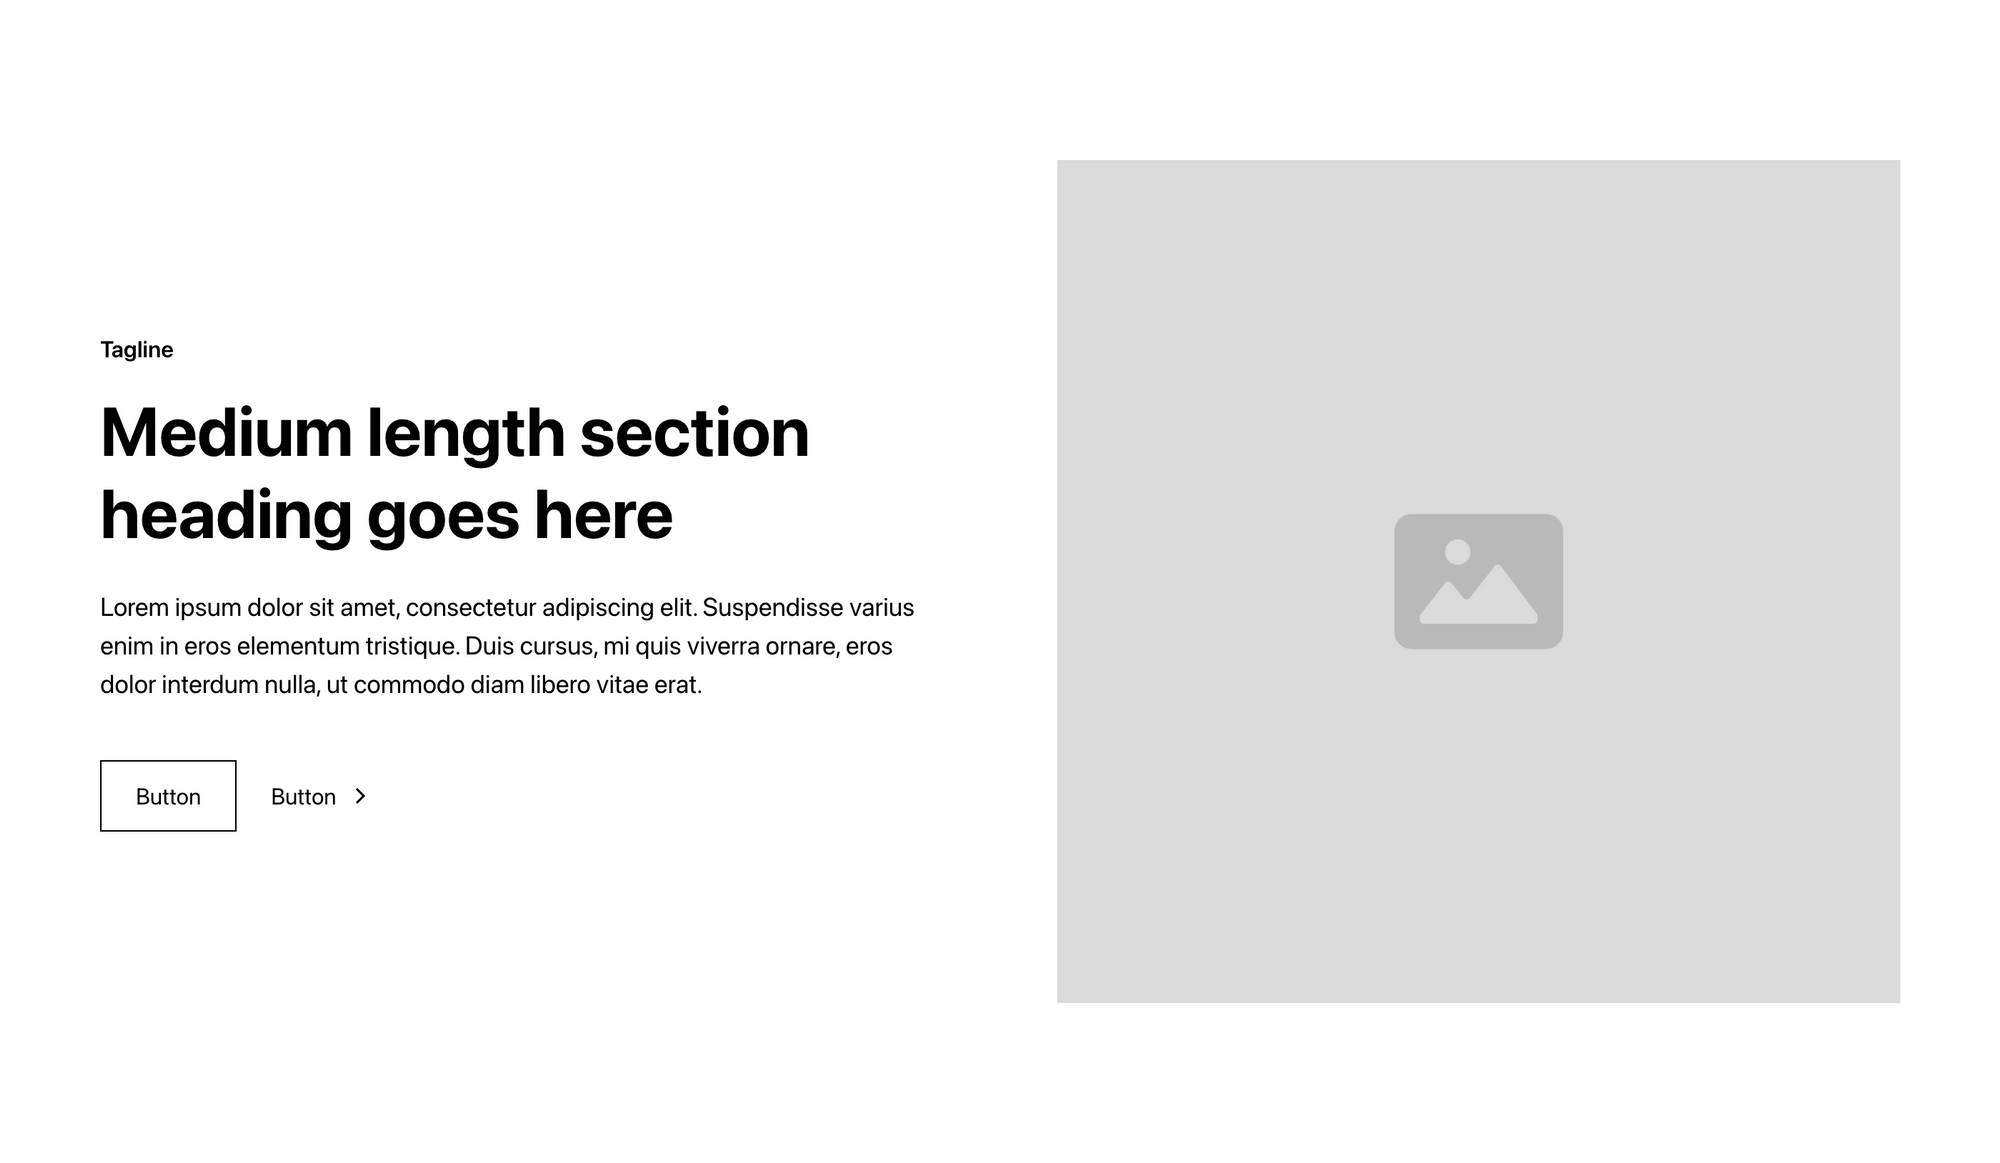 Tagline
Medium length section
heading goes here
Lorem ipsum dolor sit amet, consectetur adipiscing elit. Suspendisse varius
enim in eros elementum tristique. Duis cursus, mi quis viverra ornare, eros
dolor interdum nulla, ut commodo diam libero vitae erat.
Button
Button